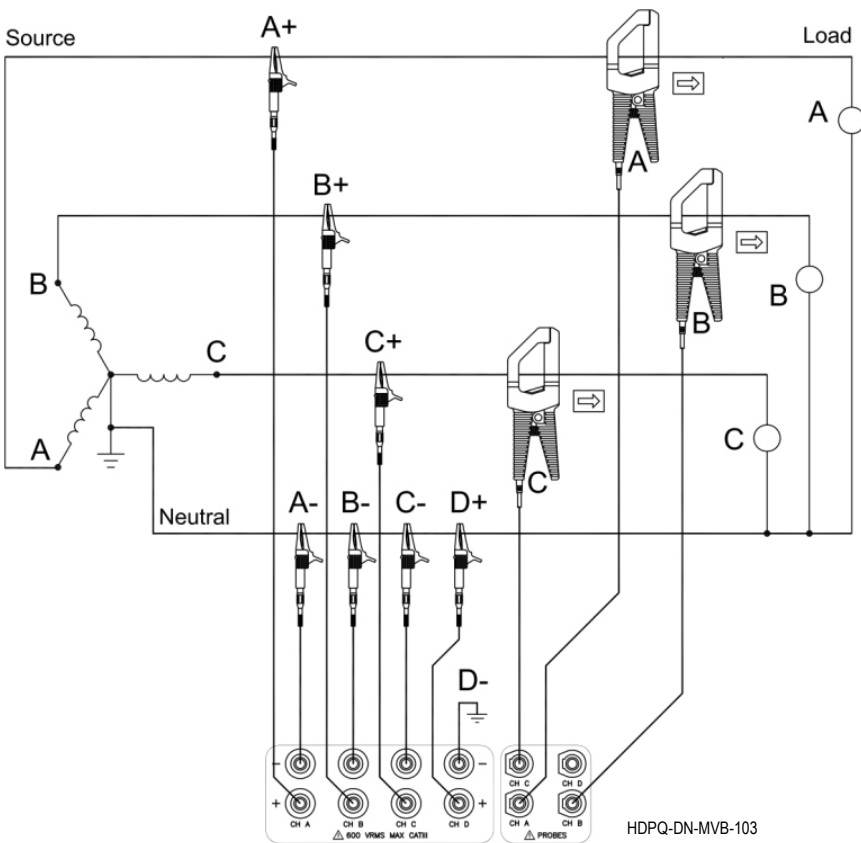 A+
Source
Load
A
A
B+
B
B
B
C+
C
C
A
C
Neutral
A-
B-
C-
D+
D-
-
-
CH C
CH D
+
+
CH A
CH B
CH C
CH D
CH A
CH B
⚠ 600 VRMS MAX CATIII
⚠ PROBES
HDPQ-DN-MVB-103